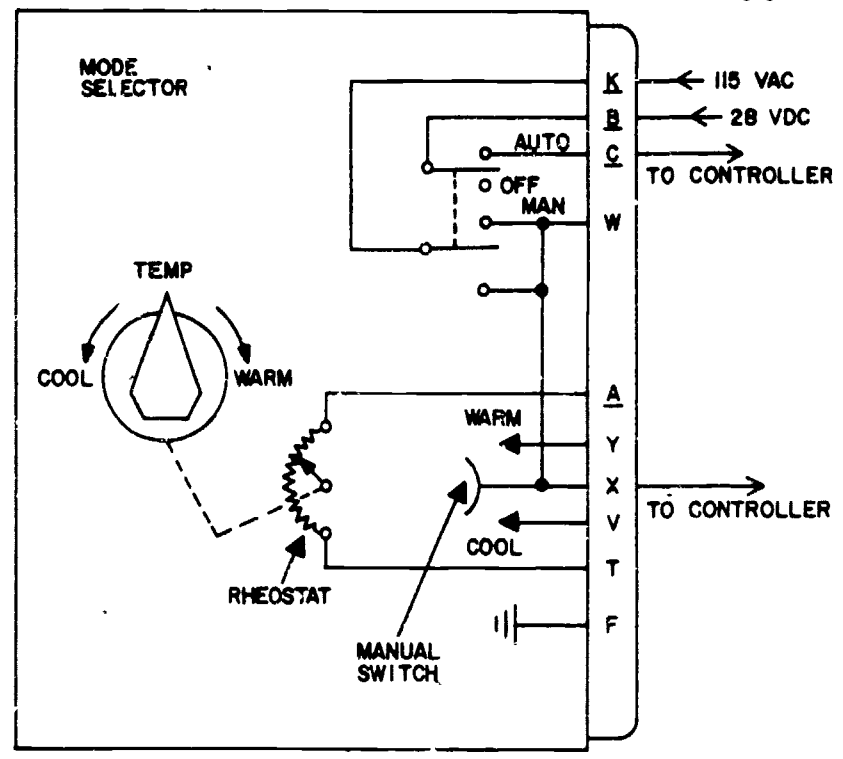 MODE
SELECTOR
K
115 VAC
B
28 VDC
AUTO
C
TO CONTROLLER
OFF
MAN
W
TEMP
COOL
WARM
A
WARM
Y
X
TO CONTROLLER
V
COOL
T
RHEOSTAT
F
MANUAL
SWITCH